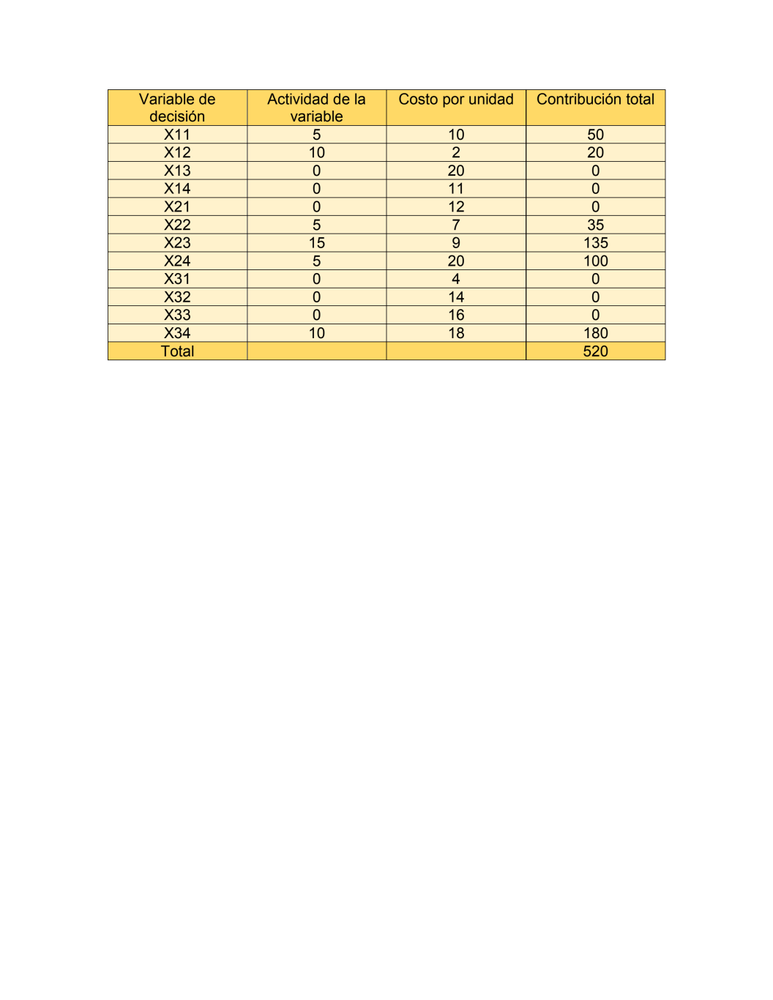 Variable de decisión Actividad de la variable Costo por unidad Contribución total
X11 5 10 50
X12 10 2 20
X13 0 20 0
X14 0 11 0
X21 0 12 0
X22 5 7 35
X23 15 9 135
X24 5 20 100
X31 0 4 0
X32 0 14 0
X33 0 16 0
X34 10 18 180
Total 520